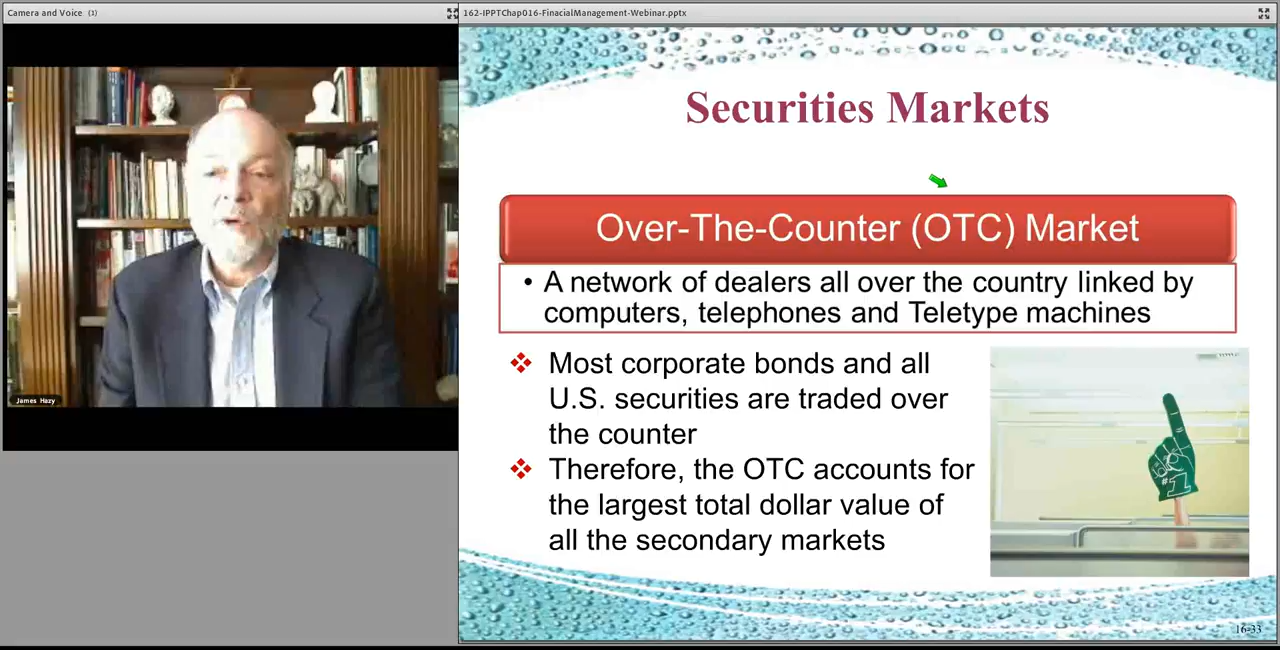 Camera and Voice (1)
162-IPPTChap016-FinacialManagement-Webinar.pptx
Securities Markets
Over-The-Counter (OTC) Market
• A network of dealers all over the country linked by
computers, telephones and Teletype machines
Most corporate bonds and all
U.S. securities are traded over
the counter
Therefore, the OTC accounts for
the largest total dollar value of
all the secondary markets
#1
James Hazy
16-33